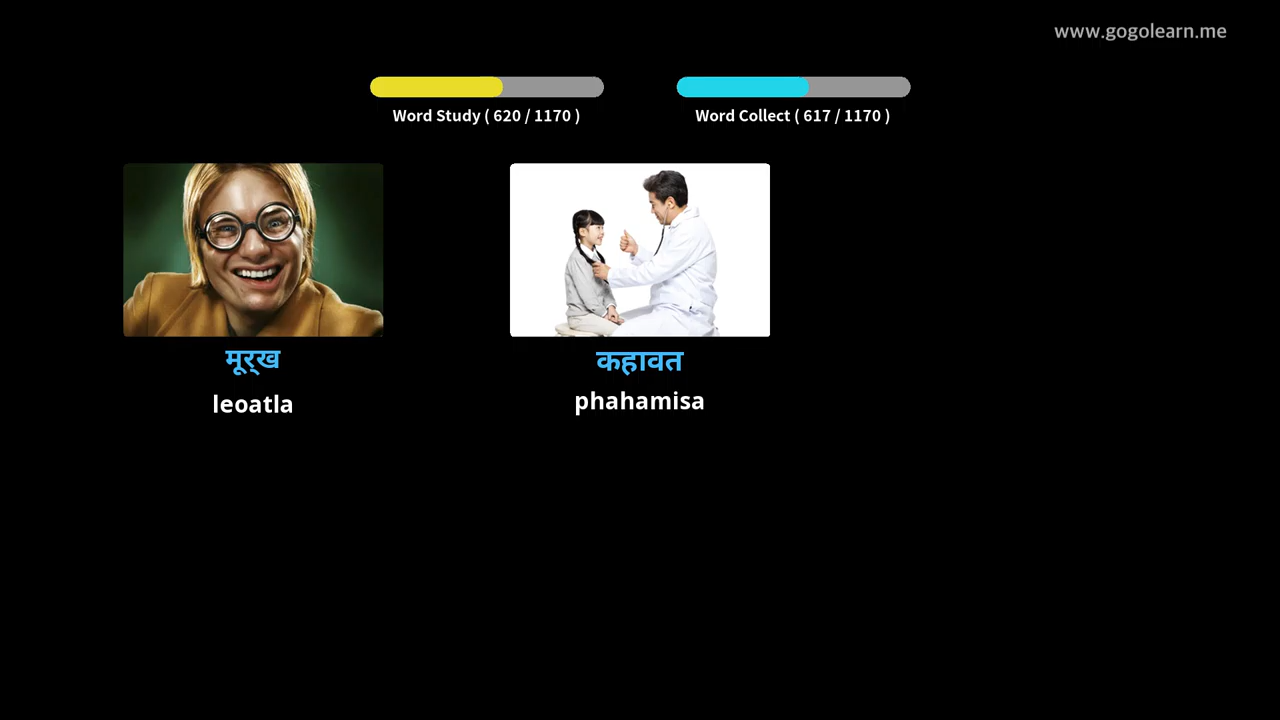 www.gogolearn.me
Word Study ( 620 / 1170 )
Word Collect ( 617 / 1170 )
मूर्ख
leoatla
कहावत
phahamisa